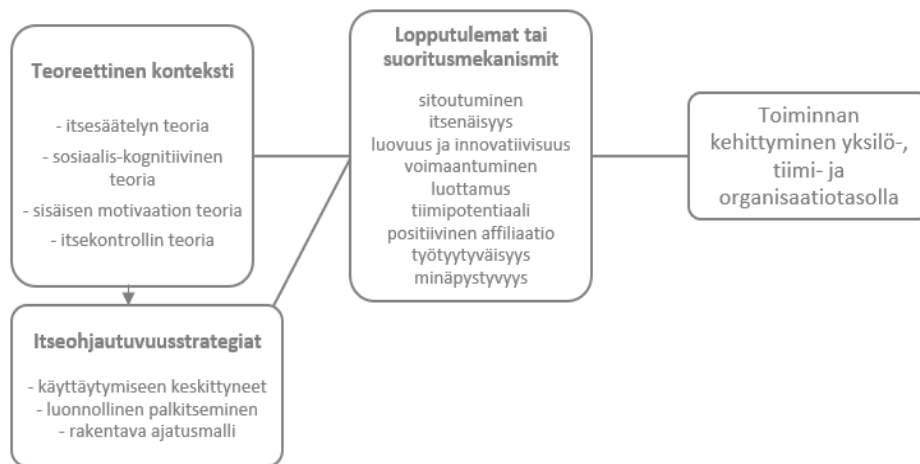 Teoreettinen konteksti
- itsesäätelyn teoria
- sosiaalis-kognitiivinen
teoria
- sisäisen motivaation teoria
- itsekontrollin teoria
Itseohjautuvuusstrategiat
- käyttäytymiseen keskittyneet
- luonnollinen palkitseminen
- rakentava ajatusmalli
Lopputulemat tai
suoritusmekanismit
sitoutuminen
itsenäisyys
luovuus ja innovatiivisuus
voimaantuminen
luottamus
tiimipotentiaali
positiivinen affiliaatio
työtyytyväisyys
minäpystyvyys
Toiminnan
kehittyminen yksilö-,
tiimi- ja
organisaatiotasolla